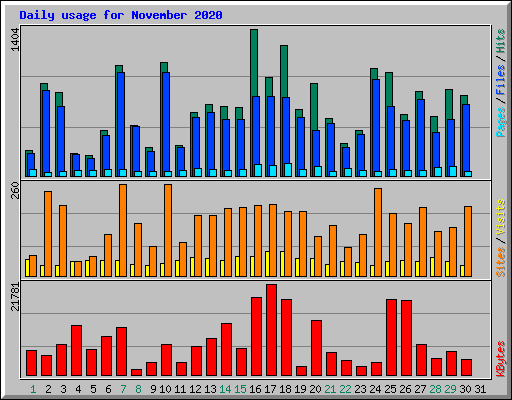 Daily usage for November 2020
1404
Pages / Files / Hits
260
Sites / Visits
21781
KBytes
1 2 3 4 5 6 7 8 9 10 11 12 13 14 15 16 17 18 19 20 21 22 23 24 25 26 27 28 29 30 31